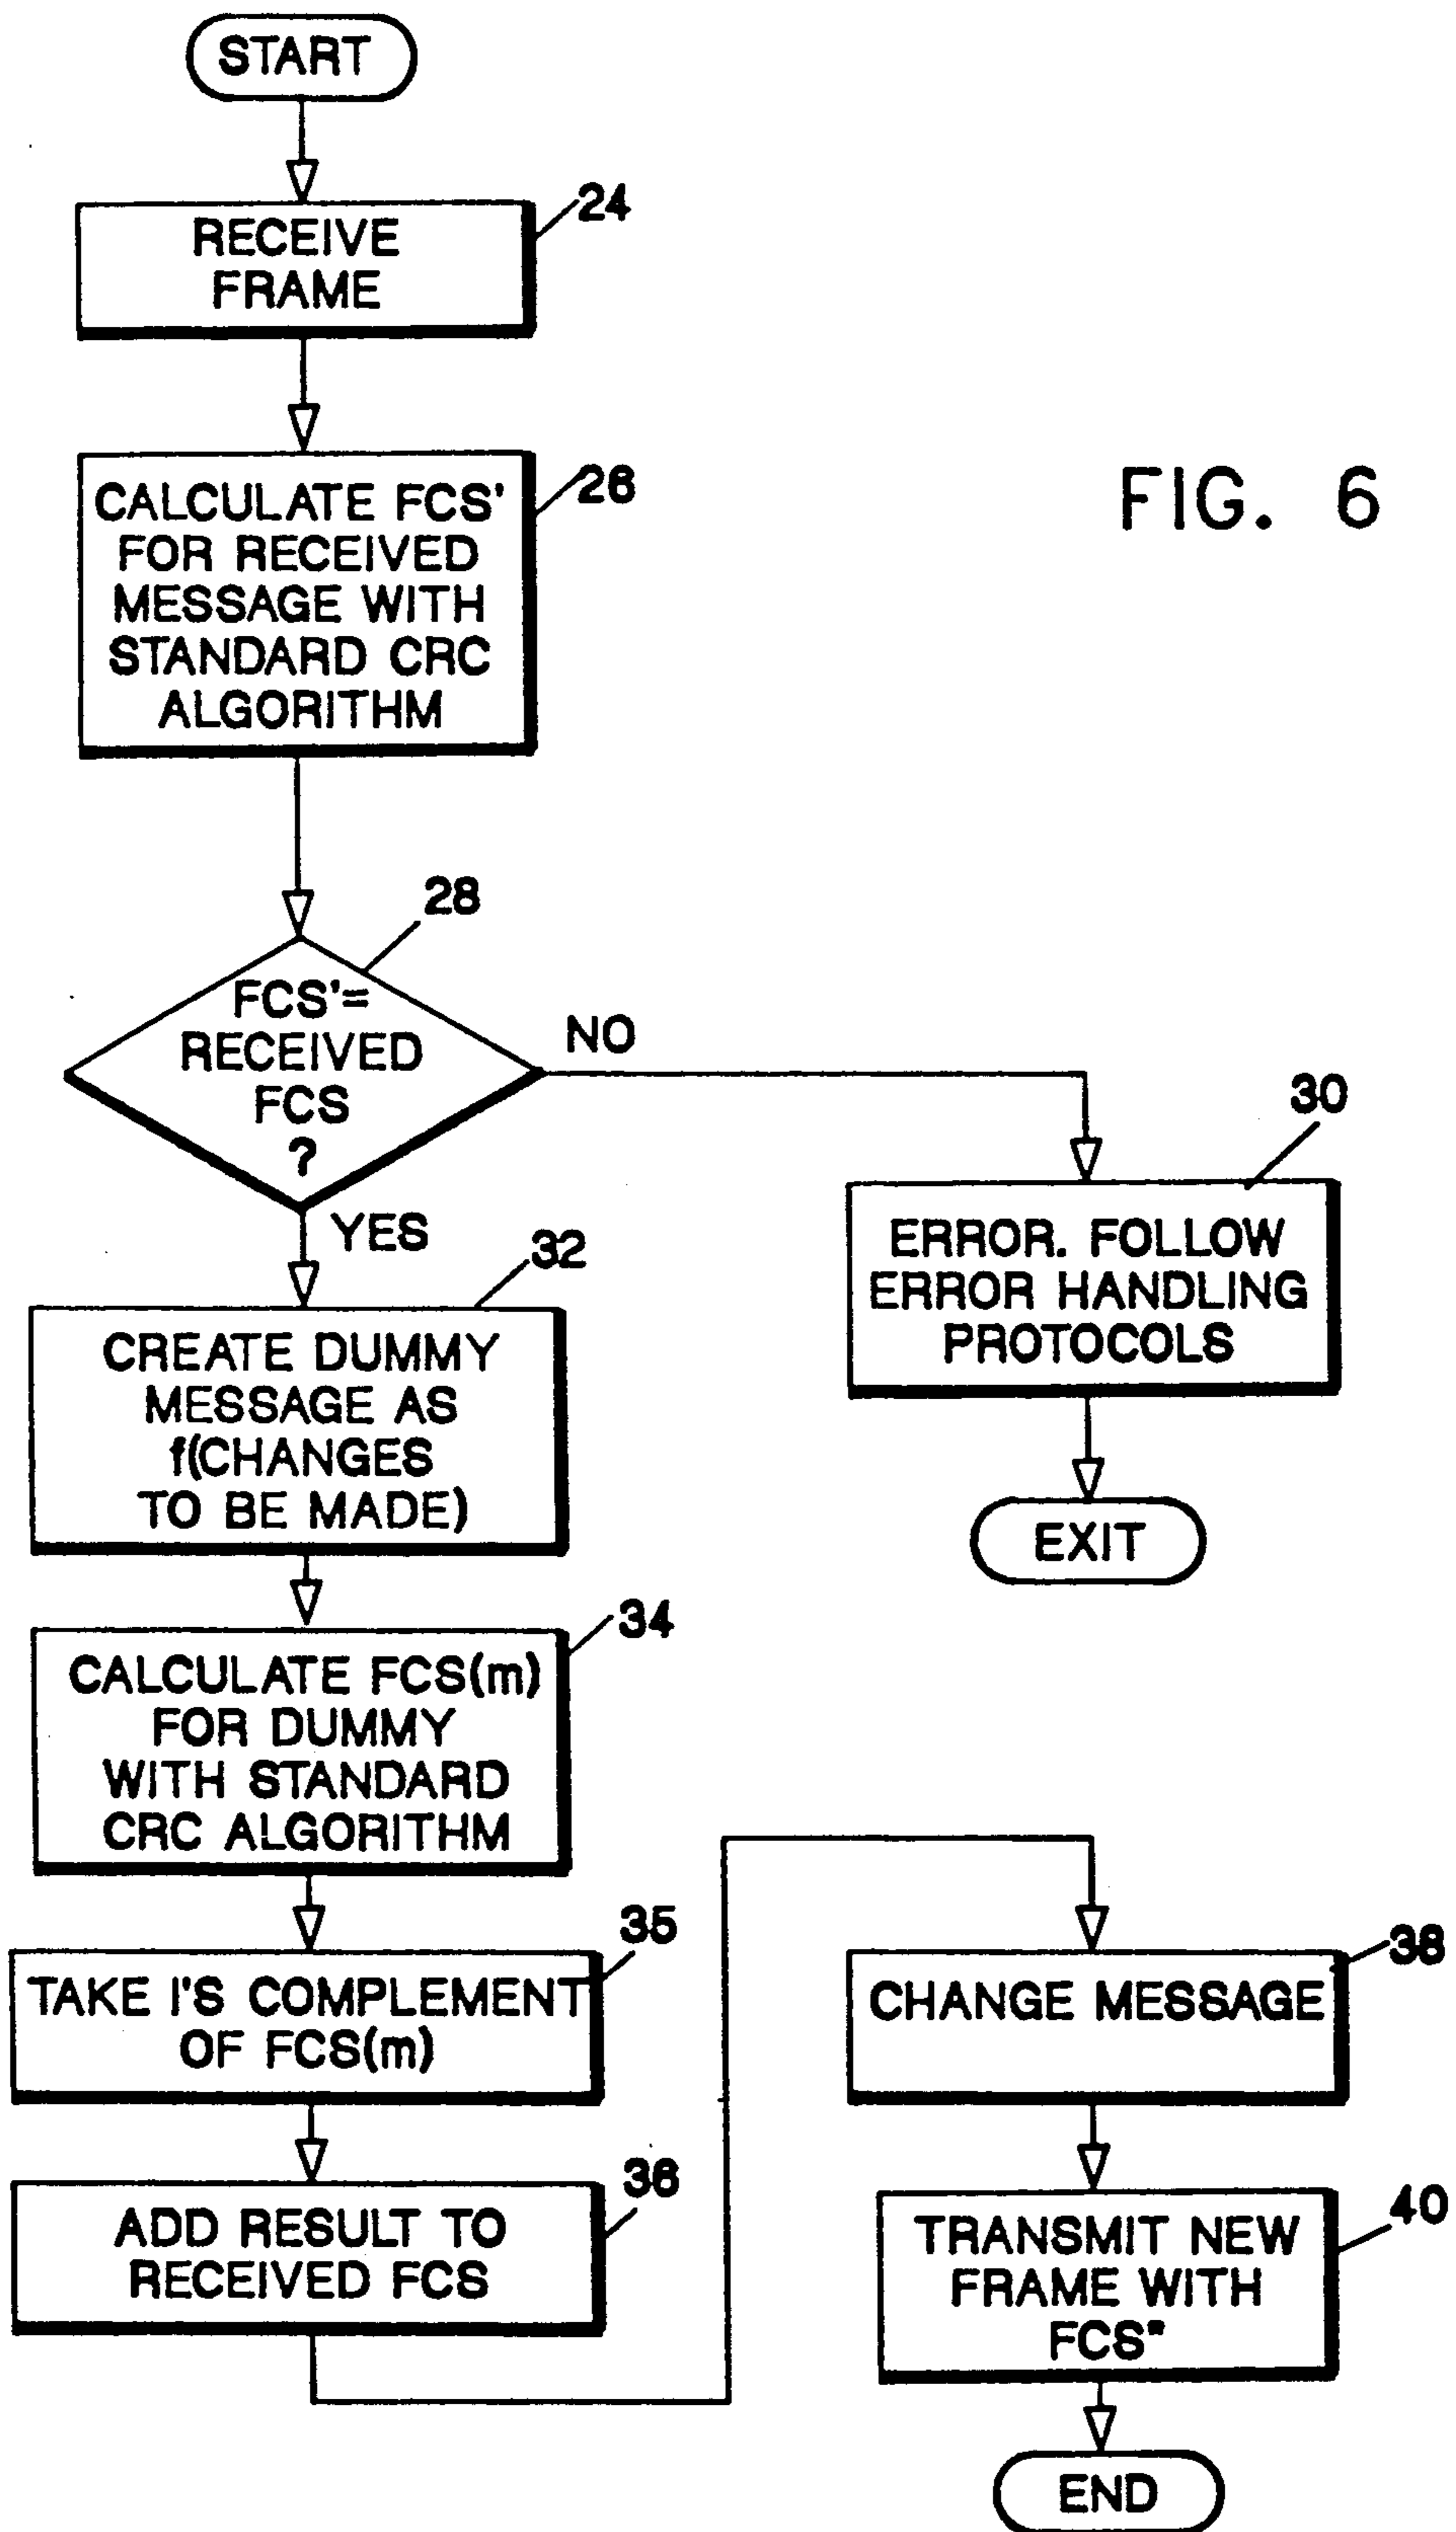 START
24
RECEIVE
FRAME
26
CALCULATE FCS'
FOR RECEIVED
MESSAGE WITH
STANDARD CRC
ALGORITHM
FIG. 6
28
FCS'=
RECEIVED
FCS
?
NO
YES
30
ERROR. FOLLOW
ERROR HANDLING
PROTOCOLS
EXIT
32
CREATE DUMMY
MESSAGE AS
f(CHANGES
TO BE MADE)
34
CALCULATE FCS(m)
FOR DUMMY
WITH STANDARD
CRC ALGORITHM
35
TAKE I'S COMPLEMENT
OF FCS(m)
36
ADD RESULT TO
RECEIVED FCS
38
CHANGE MESSAGE
40
TRANSMIT NEW
FRAME WITH
FCS"
END